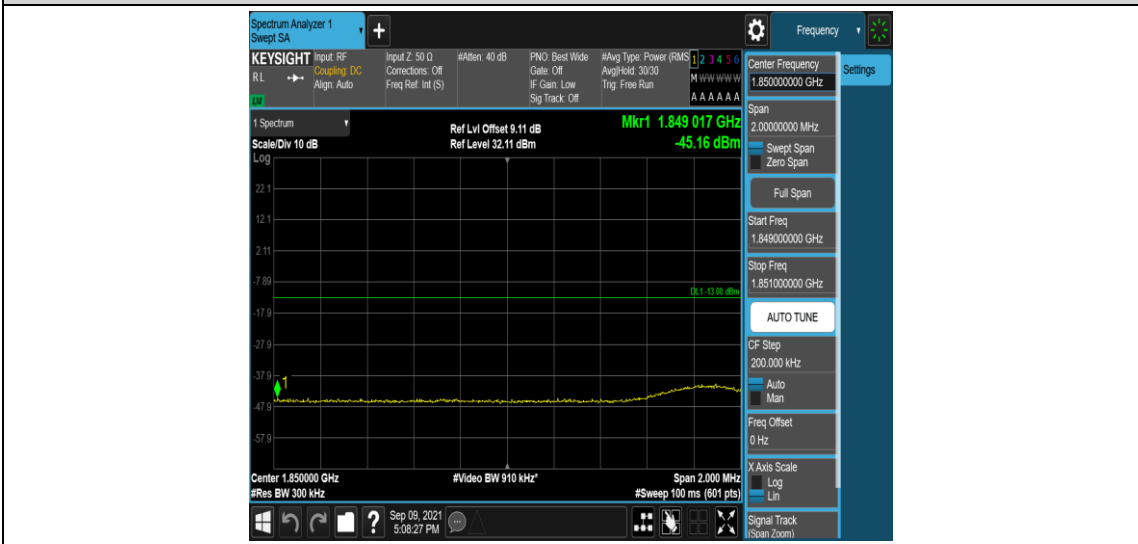 Spectrum Analyzer 1
Swept SA
+
Frequency
KEYSIGHT
RL
LXI
Input: RF
Coupling: DC
Align: Auto
Input Z: 50 Ω
Corrections: Off
Freq Ref: Int (S)
#Atten: 40 dB
PNO: Best Wide
Gate: Off
IF Gain: Low
Sig Track: Off
#Avg Type: Power (RMS
Avg|Hold: 30/30
Trig: Free Run
1 2 3 4 5 6
M W W W W W
A A A A A A
1 Spectrum
Scale/Div 10 dB
Ref Lvl Offset 9.11 dB
Ref Level 32.11 dBm
Mkr1 1.849 017 GHz
-45.16 dBm
Log
22.1
12.1
2.11
-7.89
DL1 -13.00 dBm
-17.9
-27.9
-37.9
1
-47.9
-57.9
Center 1.850000 GHz
#Res BW 300 kHz
#Video BW 910 kHz*
Span 2.000 MHz
#Sweep 100 ms (601 pts)
?
Sep 09, 2021
5:08:27 PM
Center Frequency
1.850000000 GHz
Settings
Span
2.00000000 MHz
Swept Span
Zero Span
Full Span
Start Freq
1.849000000 GHz
Stop Freq
1.851000000 GHz
AUTO TUNE
CF Step
200.000 kHz
Auto
Man
Freq Offset
0 Hz
X Axis Scale
Log
Lin
Signal Track
(Span Zoom)